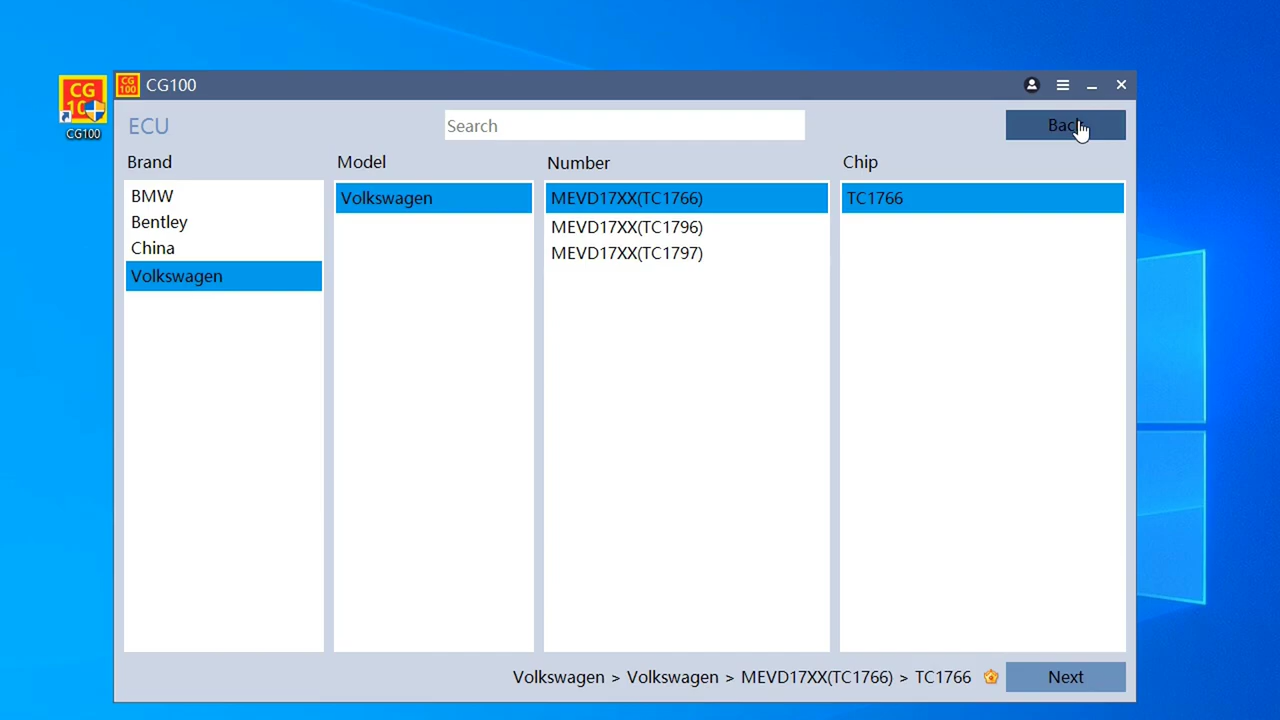 CG100
CG 100
CG100
ECU
Search
Back
Brand
Model
Number
Chip
BMW
Bentley
China
Volkswagen
Volkswagen
MEVD17XX(TC1766)
MEVD17XX(TC1796)
MEVD17XX(TC1797)
TC1766
Volkswagen > Volkswagen > MEVD17XX(TC1766) > TC1766
Next